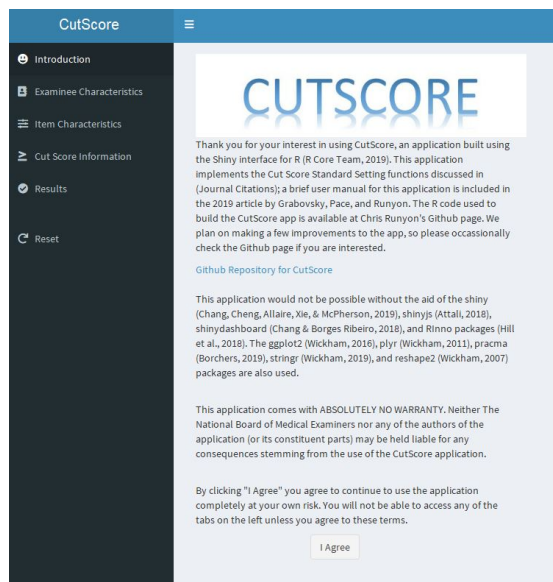 CutScore
Introduction
Examinee Characteristics
Item Characteristics
Cut Score Information
Results
Reset
CUTSCORE
Thank you for your interest in using CutScore, an application built using
the Shiny interface for R (R Core Team, 2019). This application
implements the Cut Score Standard Setting functions discussed in
(Journal Citations); a brief user manual for this application is included in
the 2019 article by Grabovsky, Pace, and Runyon. The R code used to
build the CutScore app is available at Chris Runyon's Github page. We
plan on making a few improvements to the app, so please occassionally
check the Github page if you are interested.
Github Repository for CutScore
This application would not be possible without the aid of the shiny
(Chang, Cheng, Allaire, Xie, & McPherson, 2019), shinyjs (Attali, 2018),
shinydashboard (Chang & Borges Ribeiro, 2018), and RInno packages (Hill
et al., 2018). The ggplot2 (Wickham, 2016), plyr (Wickham, 2011), pracma
(Borchers, 2019), stringr (Wickham, 2019), and reshape2 (Wickham, 2007)
packages are also used.
This application comes with ABSOLUTELY NO WARRANTY. Neither The
National Board of Medical Examiners nor any of the authors of the
application (or its constituent parts) may be held liable for any
consequences stemming from the use of the CutScore application.
By clicking "I Agree" you agree to continue to use the application
completely at your own risk. You will not be able to access any of the
tabs on the left unless you agree to these terms.
I Agree